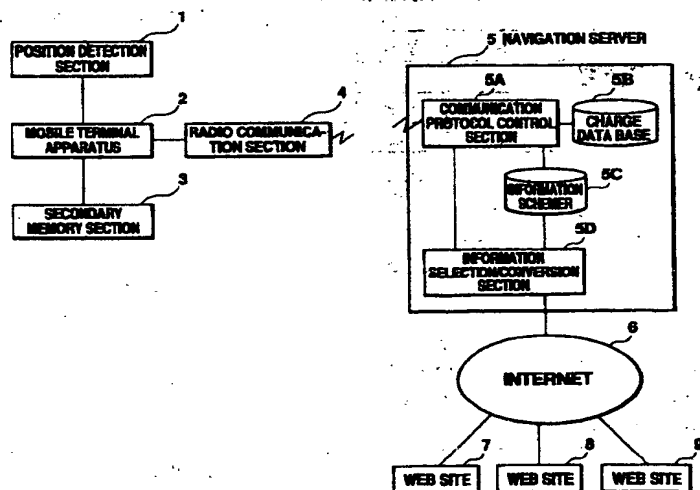 1
POSITION DETECTION
SECTION
2
MOBILE TERMINAL
APPARATUS
4
RADIO COMMUNICA-
TION SECTION
3
SECONDARY
MEMORY SECTION
5 NAVIGATION SERVER
5A
COMMUNICATION
PROTOCOL CONTROL
SECTION
5B
CHARGE
DATA BASE
5C
INFORMATION
SCHEMER
5D
INFORMATION
SELECTION/CONVERSION
SECTION
6
INTERNET
7
WEB SITE
8
WEB SITE
9
WEB SITE